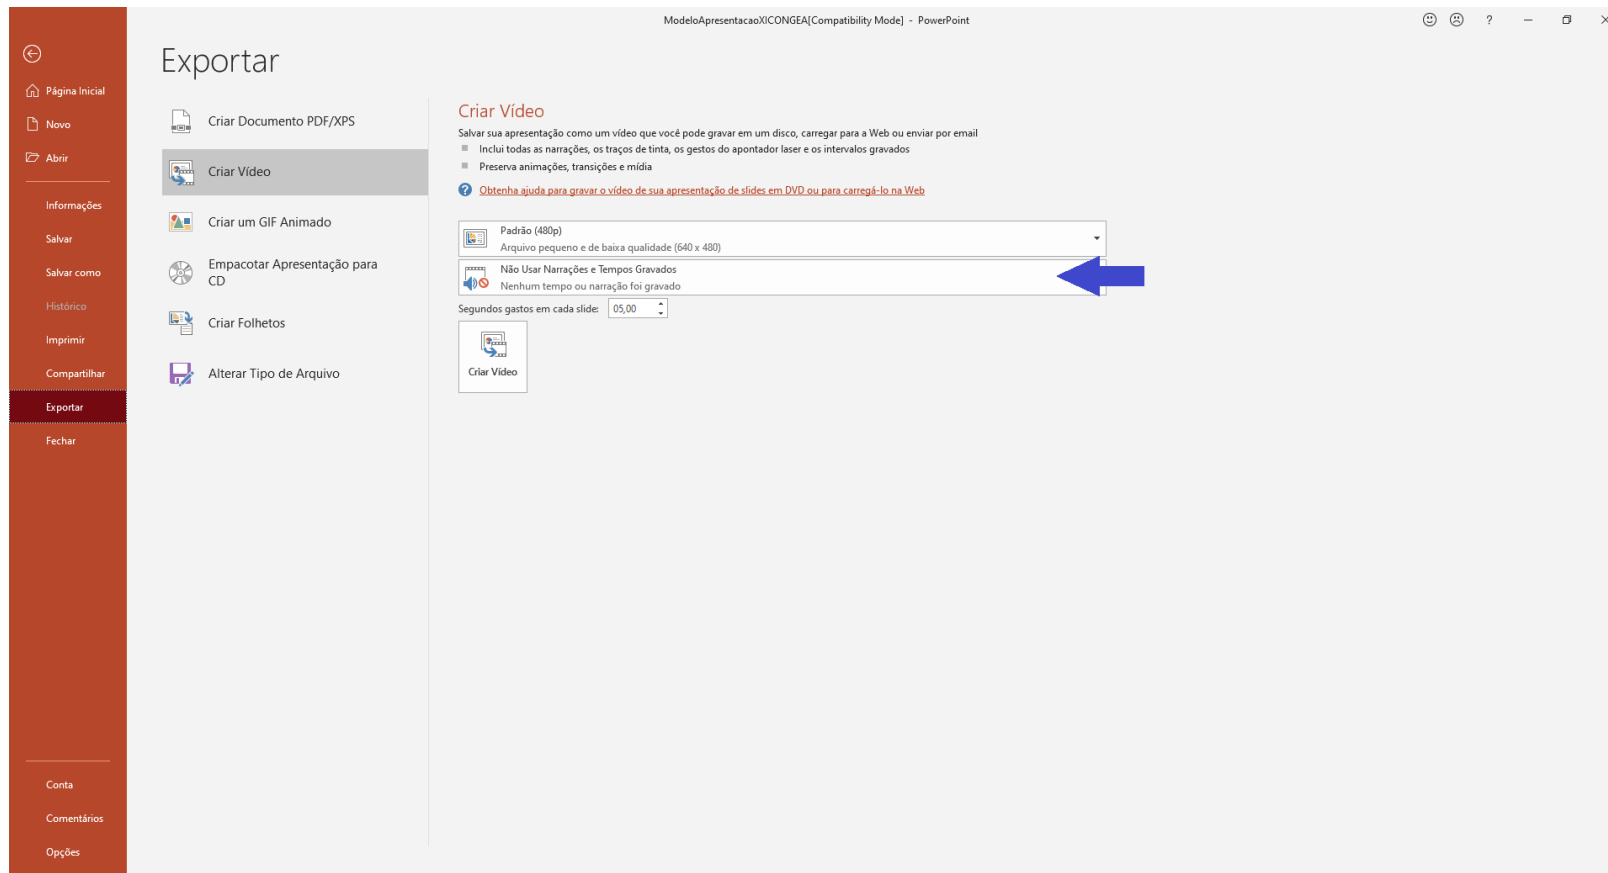 ModeloApresentacaoXICONGEA[Compatibility Mode] - PowerPoint
?
Exportar
Página Inicial
Novo
Abrir
Informações
Salvar
Salvar como
Histórico
Imprimir
Compartilhar
Exportar
Fechar
Conta
Comentários
Opções
Criar Documento PDF/XPS
Criar Vídeo
Criar um GIF Animado
Empacotar Apresentação para
CD
Criar Folhetos
Alterar Tipo de Arquivo
Criar Vídeo
Salvar sua apresentação como um vídeo que você pode gravar em um disco, carregar para a Web ou enviar por email
Inclui todas as narrações, os traços de tinta, os gestos do apontador laser e os intervalos gravados
Preserva animações, transições e mídia
Obtenha ajuda para gravar o vídeo de sua apresentação de slides em DVD ou para carregá-lo na Web
Padrão (480p)
Arquivo pequeno e de baixa qualidade (640 x 480)
Não Usar Narrações e Tempos Gravados
Nenhum tempo ou narração foi gravado
Segundos gastos em cada slide: 05,00
Criar Vídeo